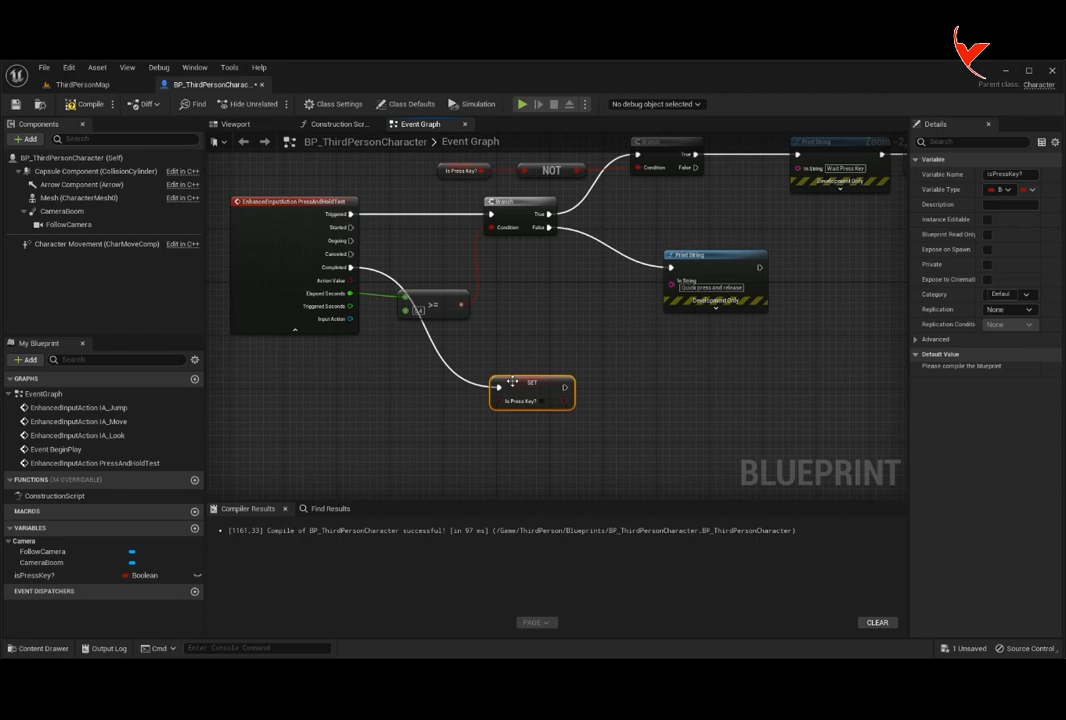 File Edit Asset View Debug Window Tools Help
ThirdPersonMap BP_ThirdPersonCharac...
Parent class: Character
Compile Diff Find Hide Unrelated Class Settings Class Defaults Simulation No debug object selected
Components
Viewport Construction Scr... Event Graph
Details
Add Search
BP_ThirdPersonCharacter > Event Graph
Zoom -2
Search
BP_ThirdPersonCharacter (Self)
Capsule Component (CollisionCylinder) Edit in C++
Arrow Component (Arrow) Edit in C++
Mesh (CharacterMesh0) Edit in C++
CameraBoom
FollowCamera
Character Movement (CharMoveComp) Edit in C++
My Blueprint
Add Search
GRAPHS
EventGraph
EnhancedInputAction IA_Jump
EnhancedInputAction IA_Move
EnhancedInputAction IA_Look
Event BeginPlay
EnhancedInputAction PressAndHoldTest
FUNCTIONS (34 OVERRIDABLE)
ConstructionScript
MACROS
VARIABLES
Camera
FollowCamera
CameraBoom
isPressKey? Boolean
EVENT DISPATCHERS
Is Press Key?
NOT
Branch
Condition
True
False
Print String
In String Wait Press Key
Development Only
EnhancedInputAction PressAndHoldTest
Triggered
Started
Ongoing
Canceled
Completed
Action Value
Elapsed Seconds
Triggered Seconds
Input Action
>=
Branch
Condition
True
False
Print String
In String
Quick press and release
Development Only
SET
Is Press Key?
BLUEPRINT
Variable
Variable Name isPressKey?
Variable Type B
Description
Instance Editable
Blueprint Read Only
Expose on Spawn
Private
Expose to Cinemati
Category Defaul
Replication None
Replication Conditio None
Advanced
Default Value
Please compile the blueprint
Compiler Results Find Results
[1161,33] Compile of BP_ThirdPersonCharacter successful! [in 97 ms] (/Game/ThirdPerson/Blueprints/BP_ThirdPersonCharacter.BP_ThirdPersonCharacter)
PAGE
CLEAR
Content Drawer Output Log Cmd Enter Console Command 1 Unsaved Source Control